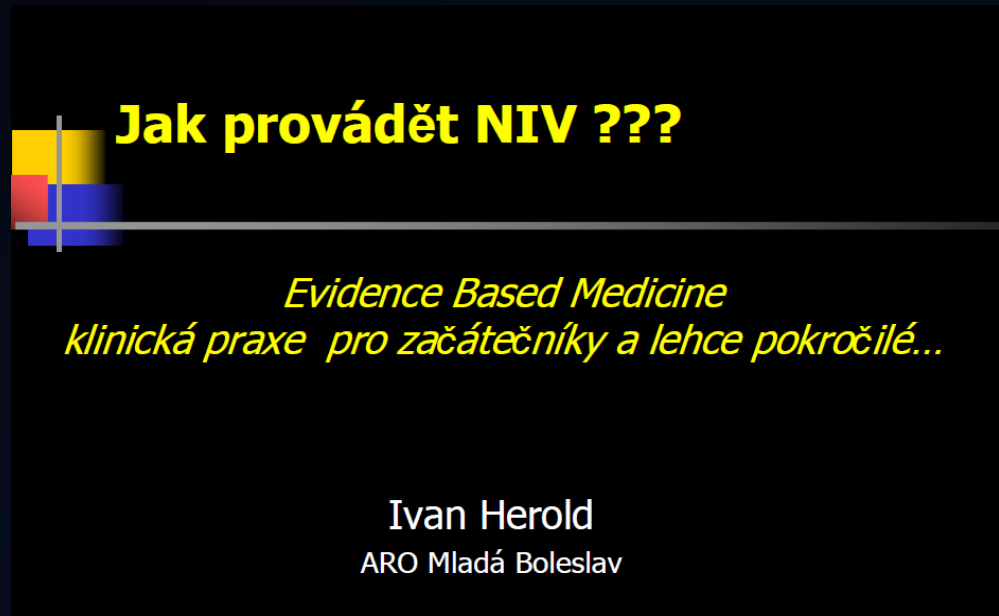 Jak provádět NIV ???
Evidence Based Medicine
klinická praxe pro začátečníky a lehce pokročilé...
Ivan Herold
ARO Mladá Boleslav